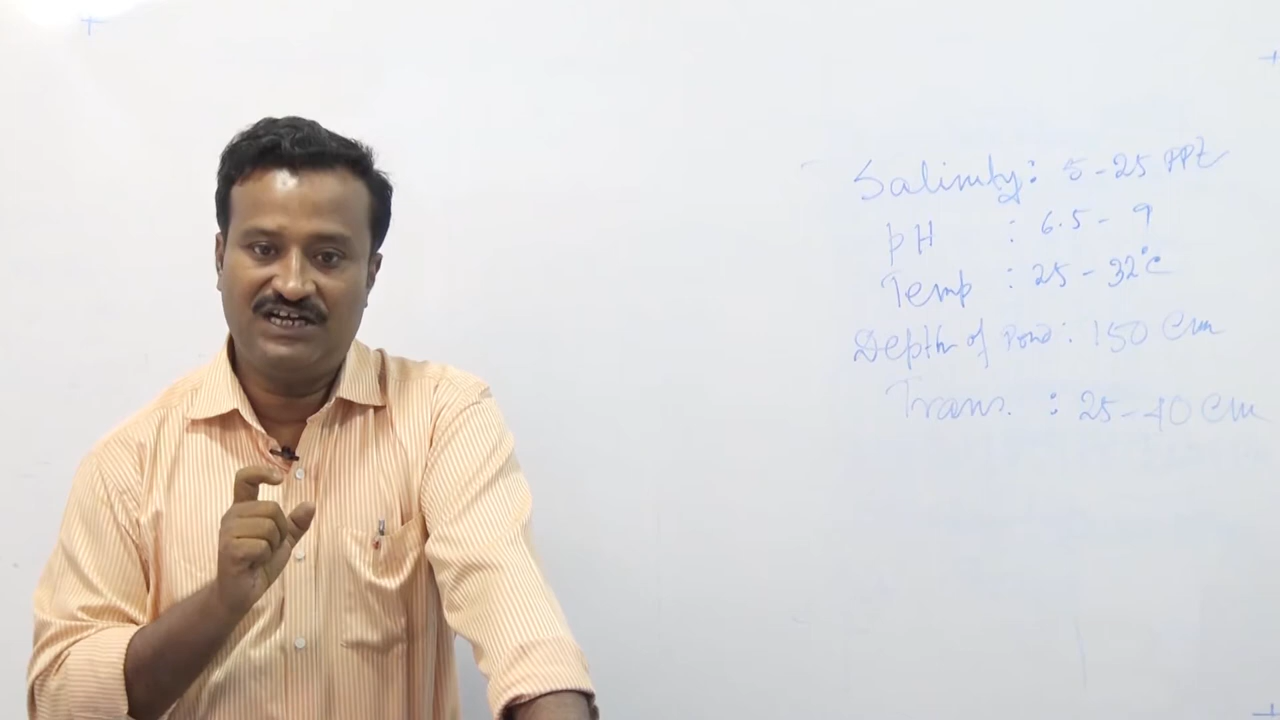 Salinity : 5 - 25 PPt
pH : 6.5 - 9
Temp : 25 - 32°C
Depth of Pond : 150 Cm
Trans. : 25 - 40 Cm